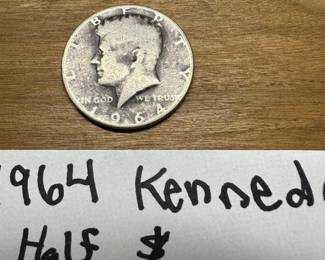 LIBERTY
IN GOD WE TRUST
1964
1964 Kenned
Half $